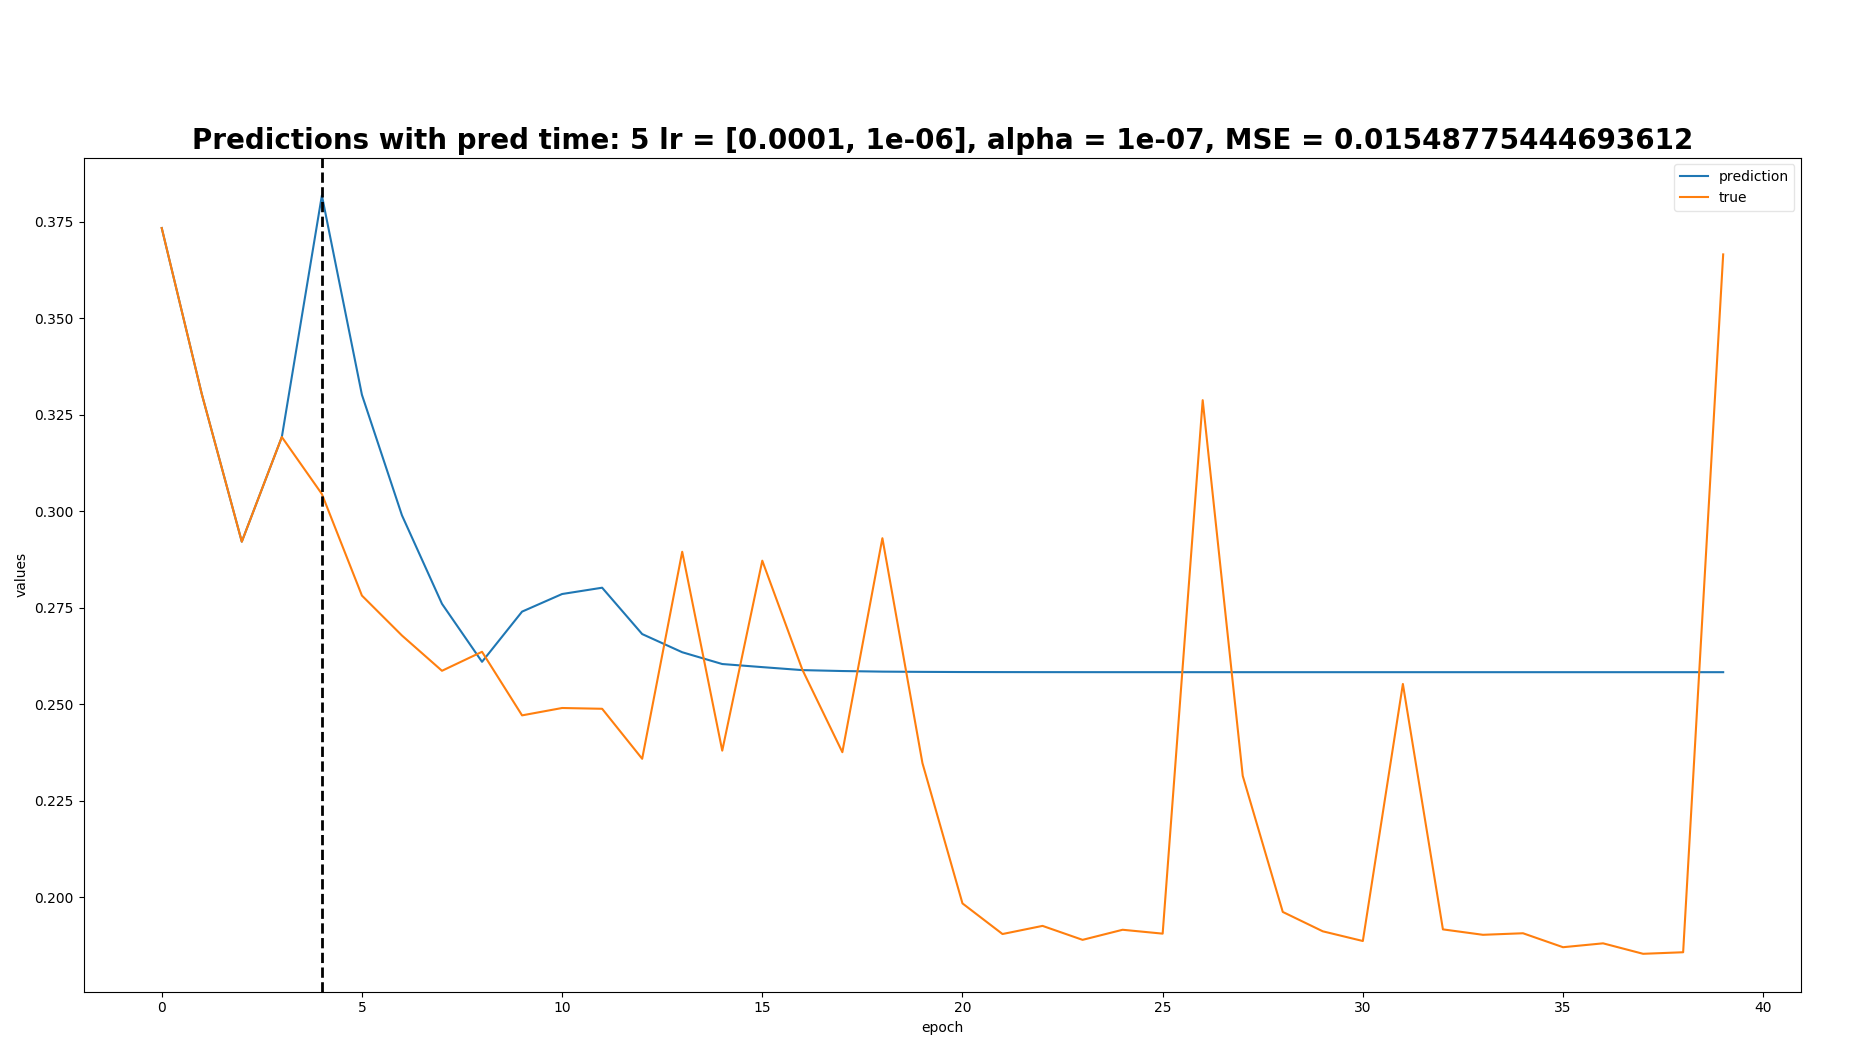 Predictions with pred time: 5 lr = [0.0001, 1e-06], alpha = 1e-07, MSE = 0.01548775444693612
prediction
true
0.375
0.350
0.325
0.300
0.275
0.250
0.225
0.200
values
0 5 10 15 20 25 30 35 40
epoch